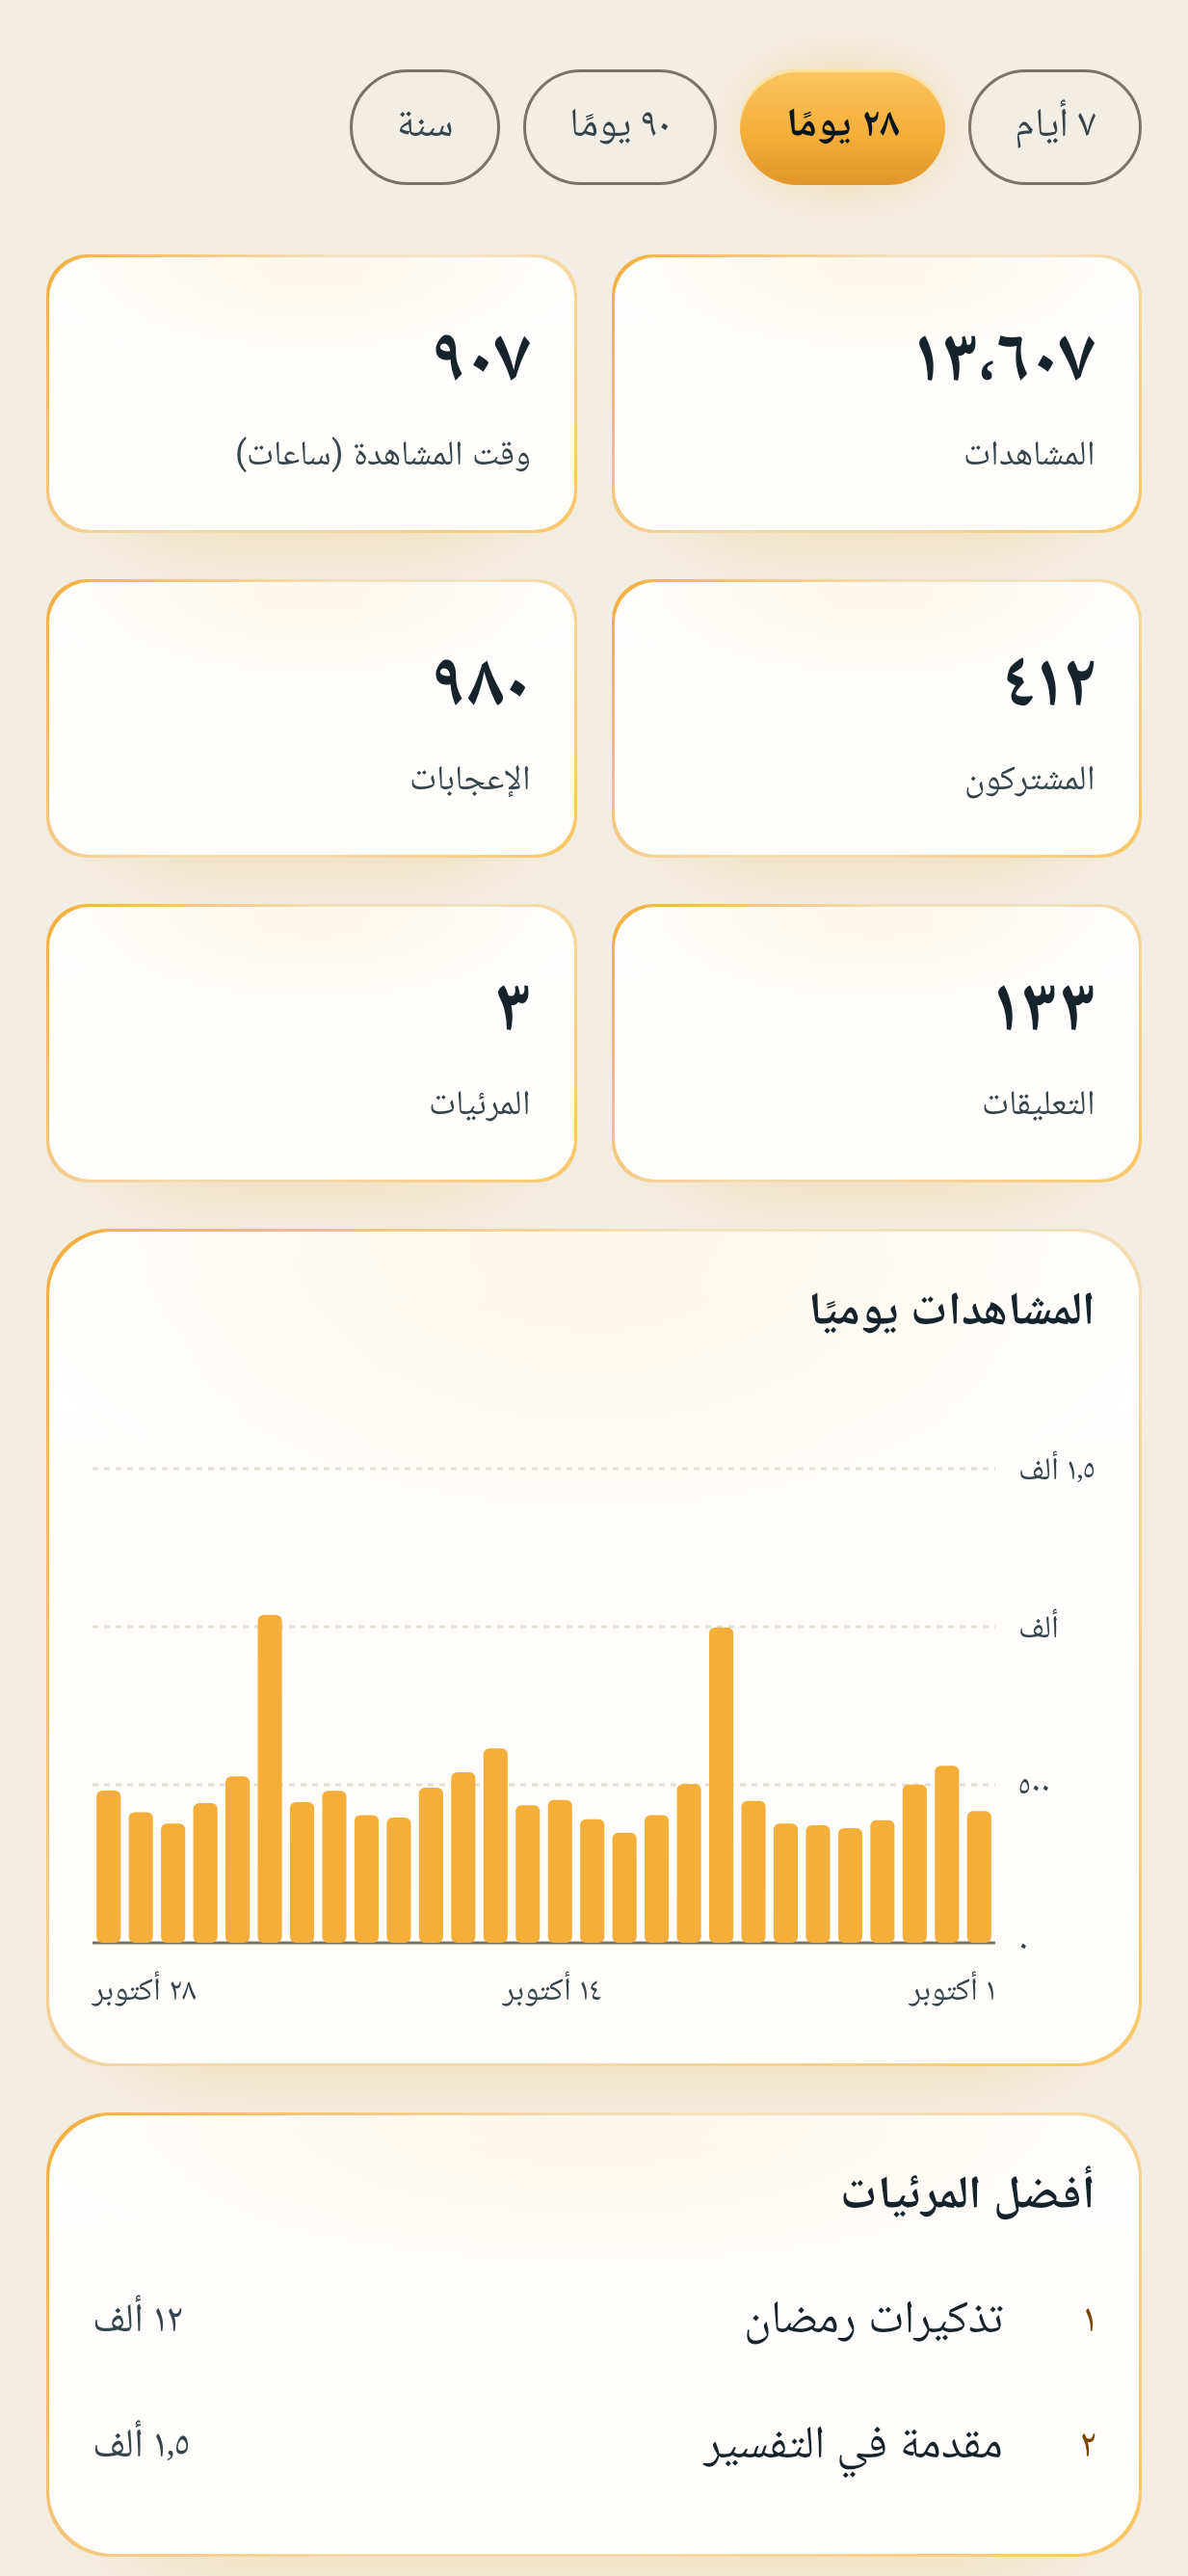 ٧ أيام
٢٨ يومًا
٩٠ يومًا
سنة
١٣،٦٠٧
المشاهدات
٩٠٧
وقت المشاهدة (ساعات)
٤١٢
المشتركون
٩٨٠
الإعجابات
١٣٣
التعليقات
٣
المرئيات
المشاهدات يوميًا
١٫٥ ألف
ألف
٥٠٠
٠
١ أكتوبر
١٤ أكتوبر
٢٨ أكتوبر
أفضل المرئيات
١ تذكيرات رمضان ١٢ ألف
٢ مقدمة في التفسير ١٫٥ ألف